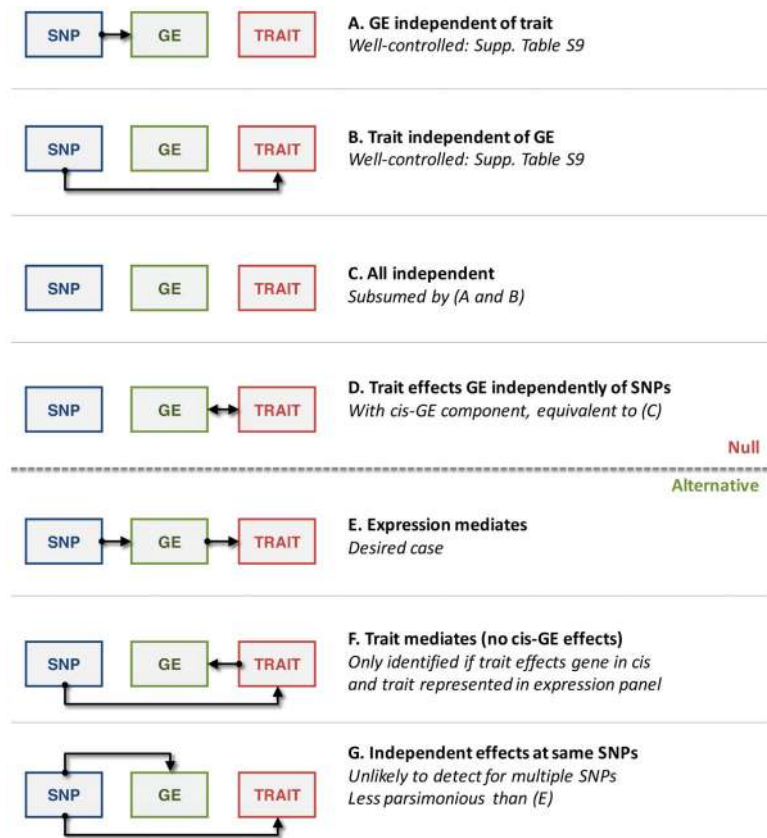 SNP GE TRAIT
A. GE independent of trait
Well-controlled: Supp. Table S9
SNP GE TRAIT
B. Trait independent of GE
Well-controlled: Supp. Table S9
SNP GE TRAIT
C. All independent
Subsumed by (A and B)
SNP GE TRAIT
D. Trait effects GE independently of SNPs
With cis-GE component, equivalent to (C)
Null
Alternative
SNP GE TRAIT
E. Expression mediates
Desired case
SNP GE TRAIT
F. Trait mediates (no cis-GE effects)
Only identified if trait effects gene in cis
and trait represented in expression panel
SNP GE TRAIT
G. Independent effects at same SNPs
Unlikely to detect for multiple SNPs
Less parsimonious than (E)